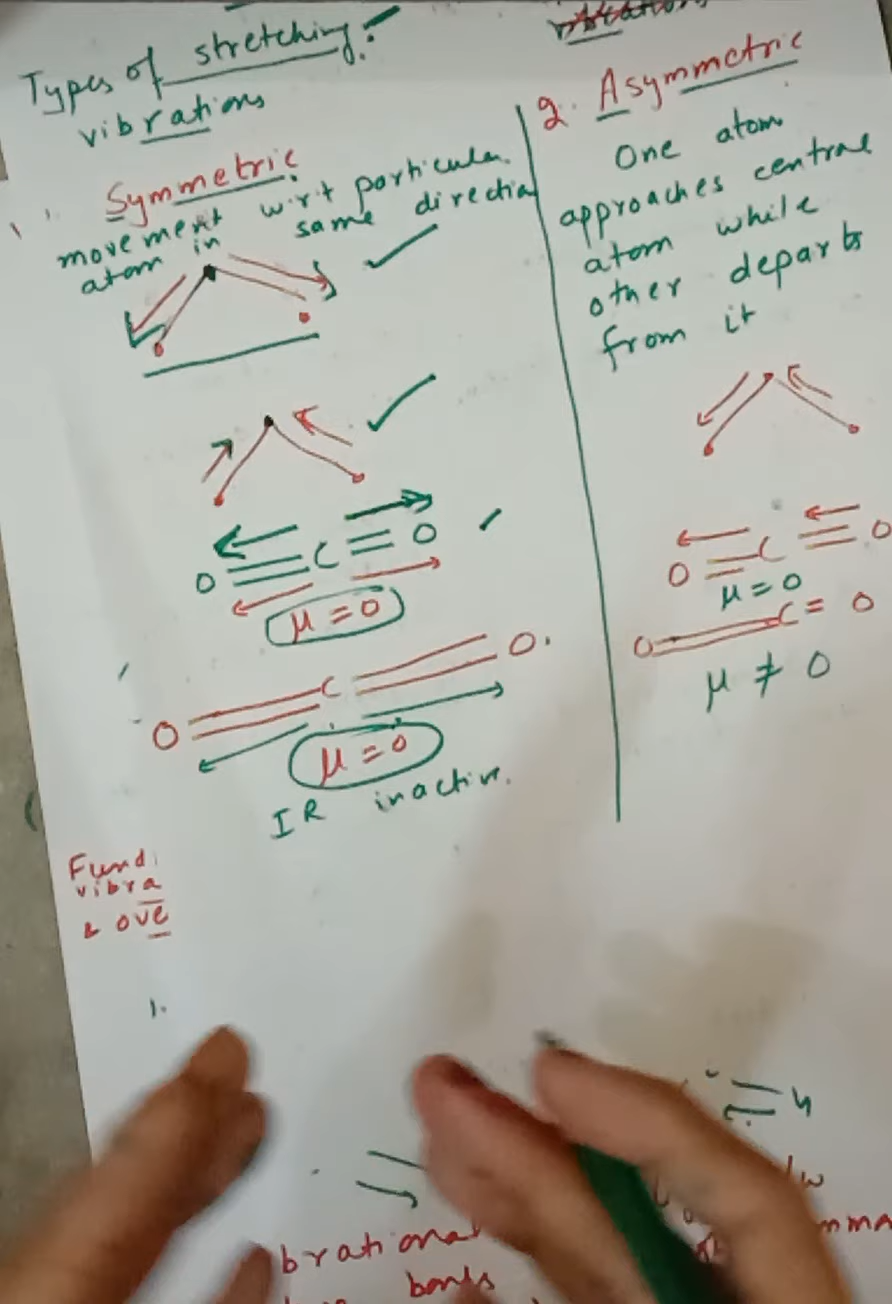 Types of stretching:
vibrations
1. Symmetric:
movement w.r.t particular
atom in same direction
O C O
μ = 0
O C O.
μ = 0
IR inactive.
2. Asymmetric
One atom
approaches central
atom while
other departs
from it
O C O
μ = 0
O C = O
μ ≠ 0
Fund.
vibra
& ove
1.
brational
bonds